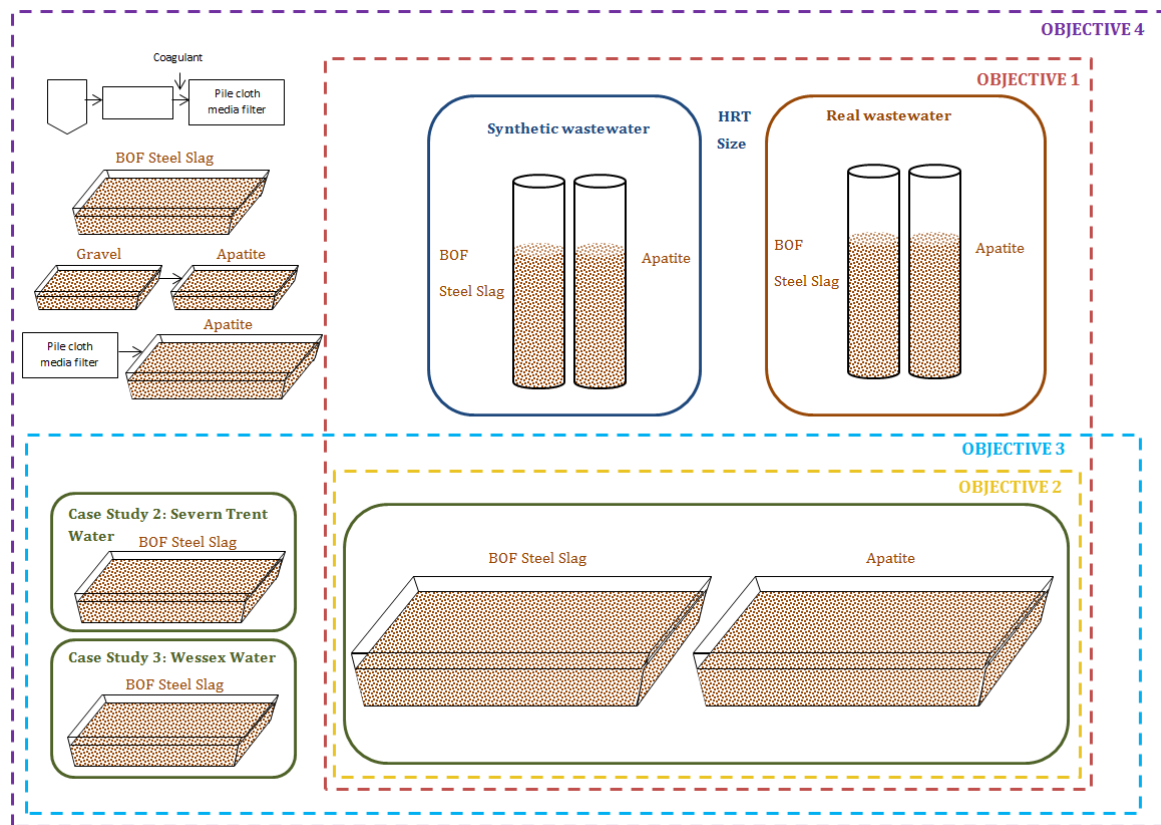 OBJECTIVE 4
Coagulant
Pile cloth
media filter
BOF Steel Slag
Gravel
Apatite
Apatite
Pile cloth
media filter
OBJECTIVE 1
Synthetic wastewater
HRT
Size
Real wastewater
BOF
Steel Slag
Apatite
BOF
Steel Slag
Apatite
OBJECTIVE 3
OBJECTIVE 2
Case Study 2: Severn Trent
Water
BOF Steel Slag
Case Study 3: Wessex Water
BOF Steel Slag
BOF Steel Slag
Apatite